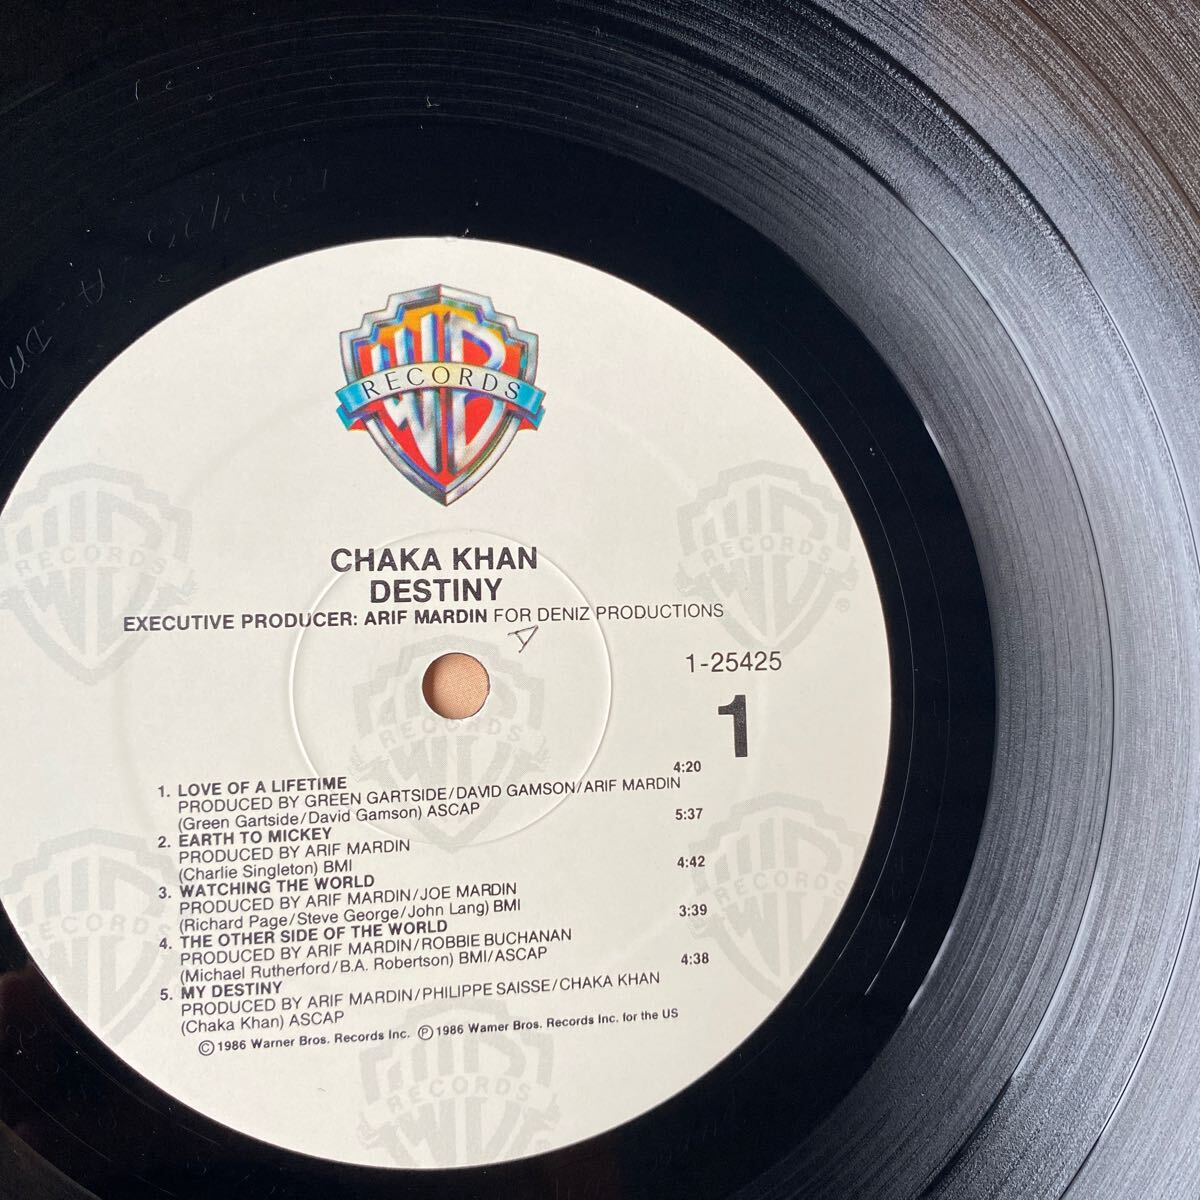 WB
RECORDS
CHAKA KHAN
DESTINY
EXECUTIVE PRODUCER: ARIF MARDIN FOR DENIZ PRODUCTIONS
1-25425
1
1. LOVE OF A LIFETIME 4:20
PRODUCED BY GREEN GARTSIDE/DAVID GAMSON/ARIF MARDIN
(Green Gartside/David Gamson) ASCAP
2. EARTH TO MICKEY 5:37
PRODUCED BY ARIF MARDIN
(Charlie Singleton) BMI
3. WATCHING THE WORLD 4:42
PRODUCED BY ARIF MARDIN/JOE MARDIN
(Richard Page/Steve George/John Lang) BMI
4. THE OTHER SIDE OF THE WORLD 3:39
PRODUCED BY ARIF MARDIN/ROBBIE BUCHANAN
(Michael Rutherford/B.A. Robertson) BMI/ASCAP
5. MY DESTINY 4:38
PRODUCED BY ARIF MARDIN/PHILIPPE SAISSE/CHAKA KHAN
(Chaka Khan) ASCAP
©1986 Warner Bros. Records Inc. ℗1986 Warner Bros. Records Inc. for the US